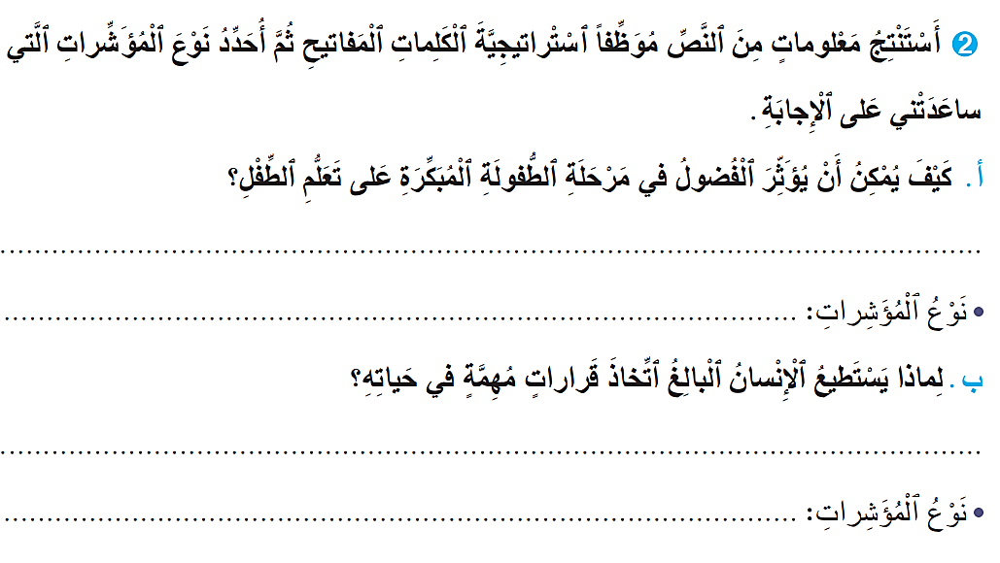 2 أَسْتَنْتِجُ مَعْلوماتٍ مِنَ ٱلنَّصِّ مُوَظِّفاً ٱسْتْراتيجِيَّةَ ٱلْكَلِماتِ ٱلْمَفاتيحِ ثُمَّ أُحَدِّدُ نَوْعَ ٱلْمُؤَشِّراتِ ٱلَّتي
ساعَدَتْني عَلى ٱلْإِجابَةِ.
أ. كَيْفَ يُمْكِنُ أَنْ يُؤَثِّرَ ٱلْفُضولُ في مَرْحَلَةِ ٱلطُّفولَةِ ٱلْمُبَكِّرَةِ عَلى تَعَلُّمِ ٱلطِّفْلِ؟
................................................................................
• نَوْعُ ٱلْمُؤَشِراتِ: ................................................................................
ب. لِماذا يَسْتَطيعُ ٱلْإِنْسانُ ٱلْبالِغُ ٱتِّخاذَ قَراراتٍ مُهِمَّةٍ في حَياتِهِ؟
................................................................................
• نَوْعُ ٱلْمُؤَشِراتِ: ................................................................................